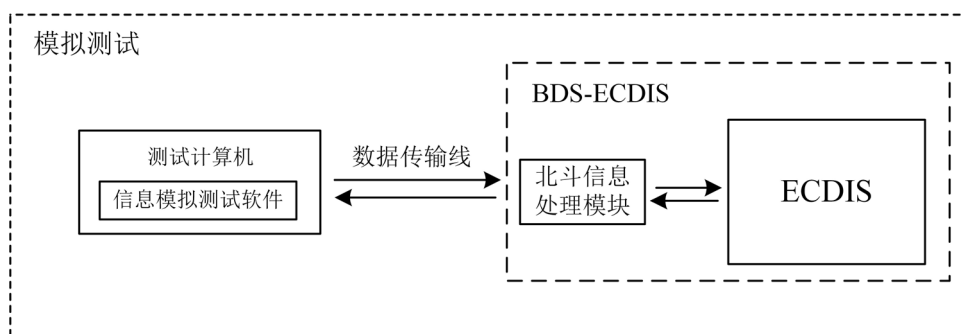 模拟测试
BDS-ECDIS
测试计算机
信息模拟测试软件
数据传输线
北斗信息
处理模块
ECDIS